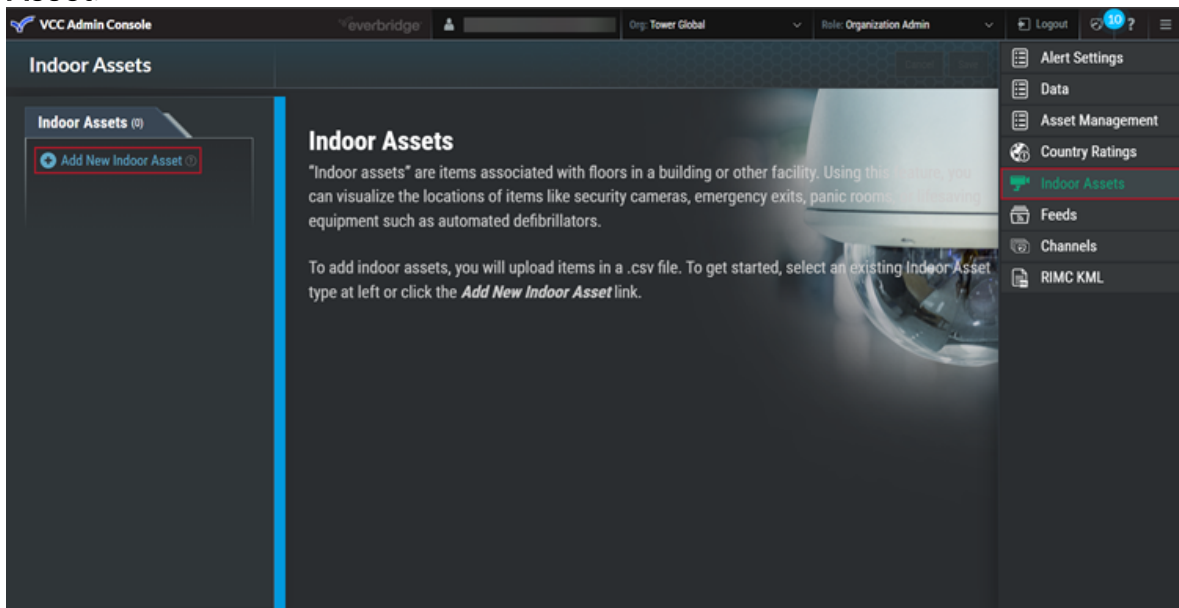 VCC Admin Console
everbridge
Org: Tower Global
Role: Organization Admin
Logout
10
?
Indoor Assets
Cancel
Save
Indoor Assets (0)
Add New Indoor Asset
Indoor Assets
“Indoor assets” are items associated with floors in a building or other facility. Using this feature, you
can visualize the locations of items like security cameras, emergency exits, panic rooms, or lifesaving
equipment such as automated defibrillators.
To add indoor assets, you will upload items in a .csv file. To get started, select an existing Indoor Asset
type at left or click the Add New Indoor Asset link.
Alert Settings
Data
Asset Management
Country Ratings
Indoor Assets
Feeds
Channels
RIMC KML